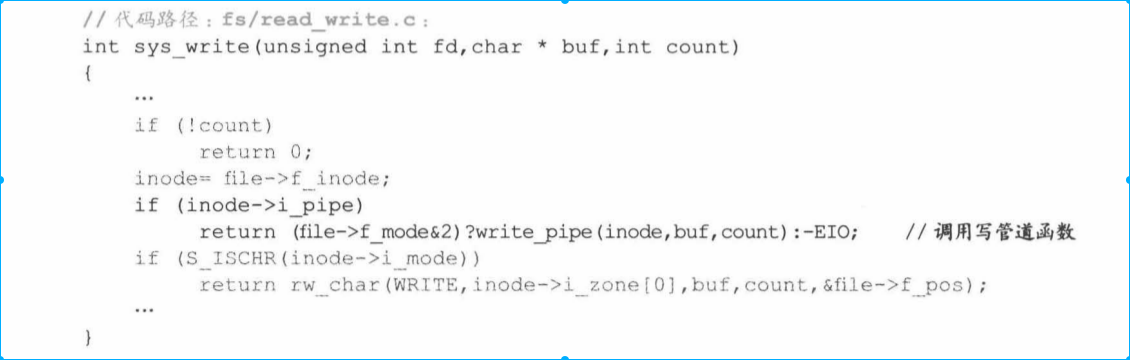 // 代码路径：fs/read_write.c：
int sys_write(unsigned int fd,char * buf,int count)
{
    …
    if (!count)
        return 0;
    inode= file->f_inode;
    if (inode->i_pipe)
        return (file->f_mode&2)?write_pipe(inode,buf,count):-EIO;    // 调用写管道函数
    if (S_ISCHR(inode->i_mode))
        return rw_char(WRITE,inode->i_zone[0],buf,count,&file->f_pos);
    …
}